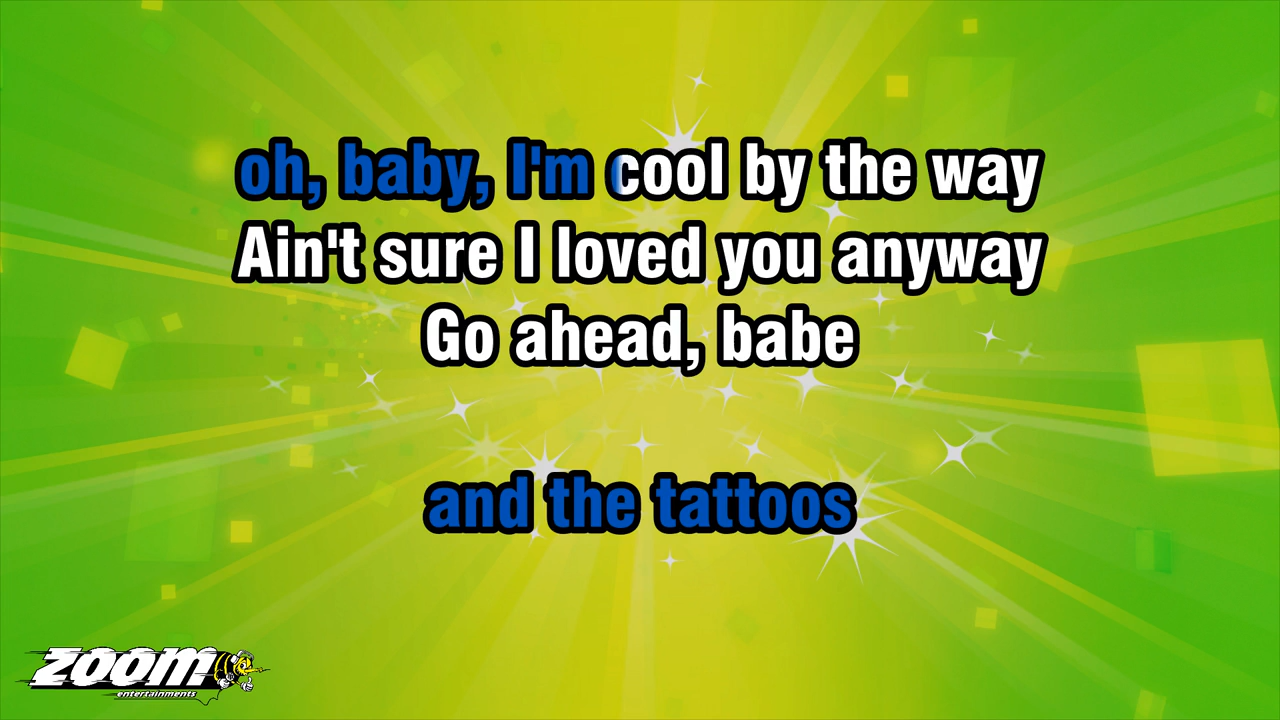 oh, baby, I'm cool by the way
Ain't sure I loved you anyway
Go ahead, babe
and the tattoos
ZOOM
entertainments